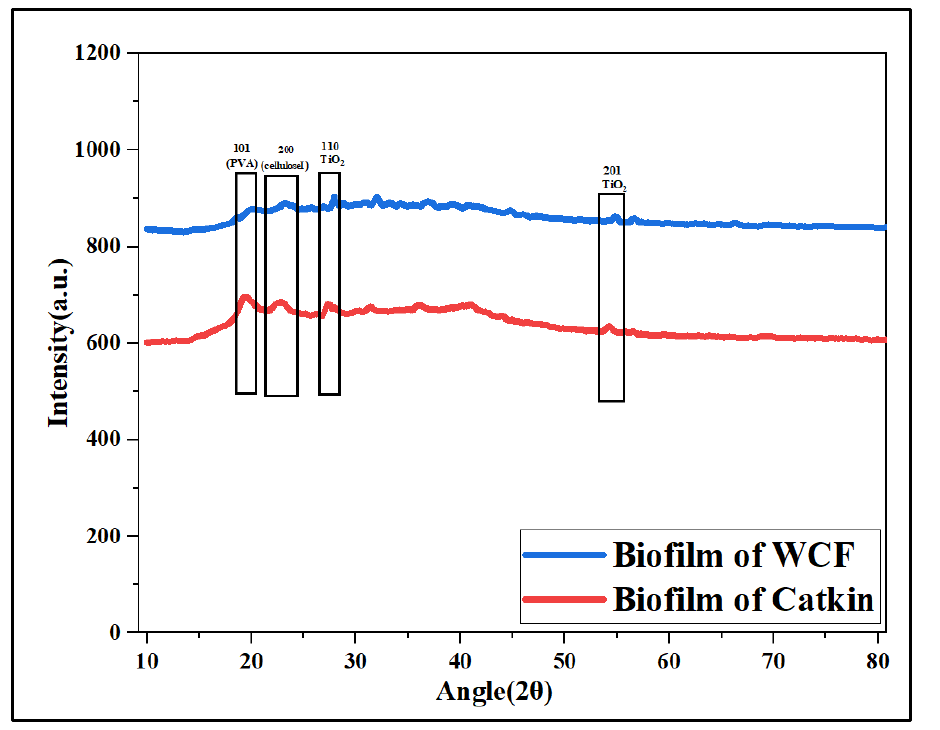 1200
1000
800
600
400
200
0
Intensity(a.u.)
101
(PVA)
200
(celluloseI)
110
TiO₂
201
TiO₂
Biofilm of WCF
Biofilm of Catkin
10 20 30 40 50 60 70 80
Angle(2θ)